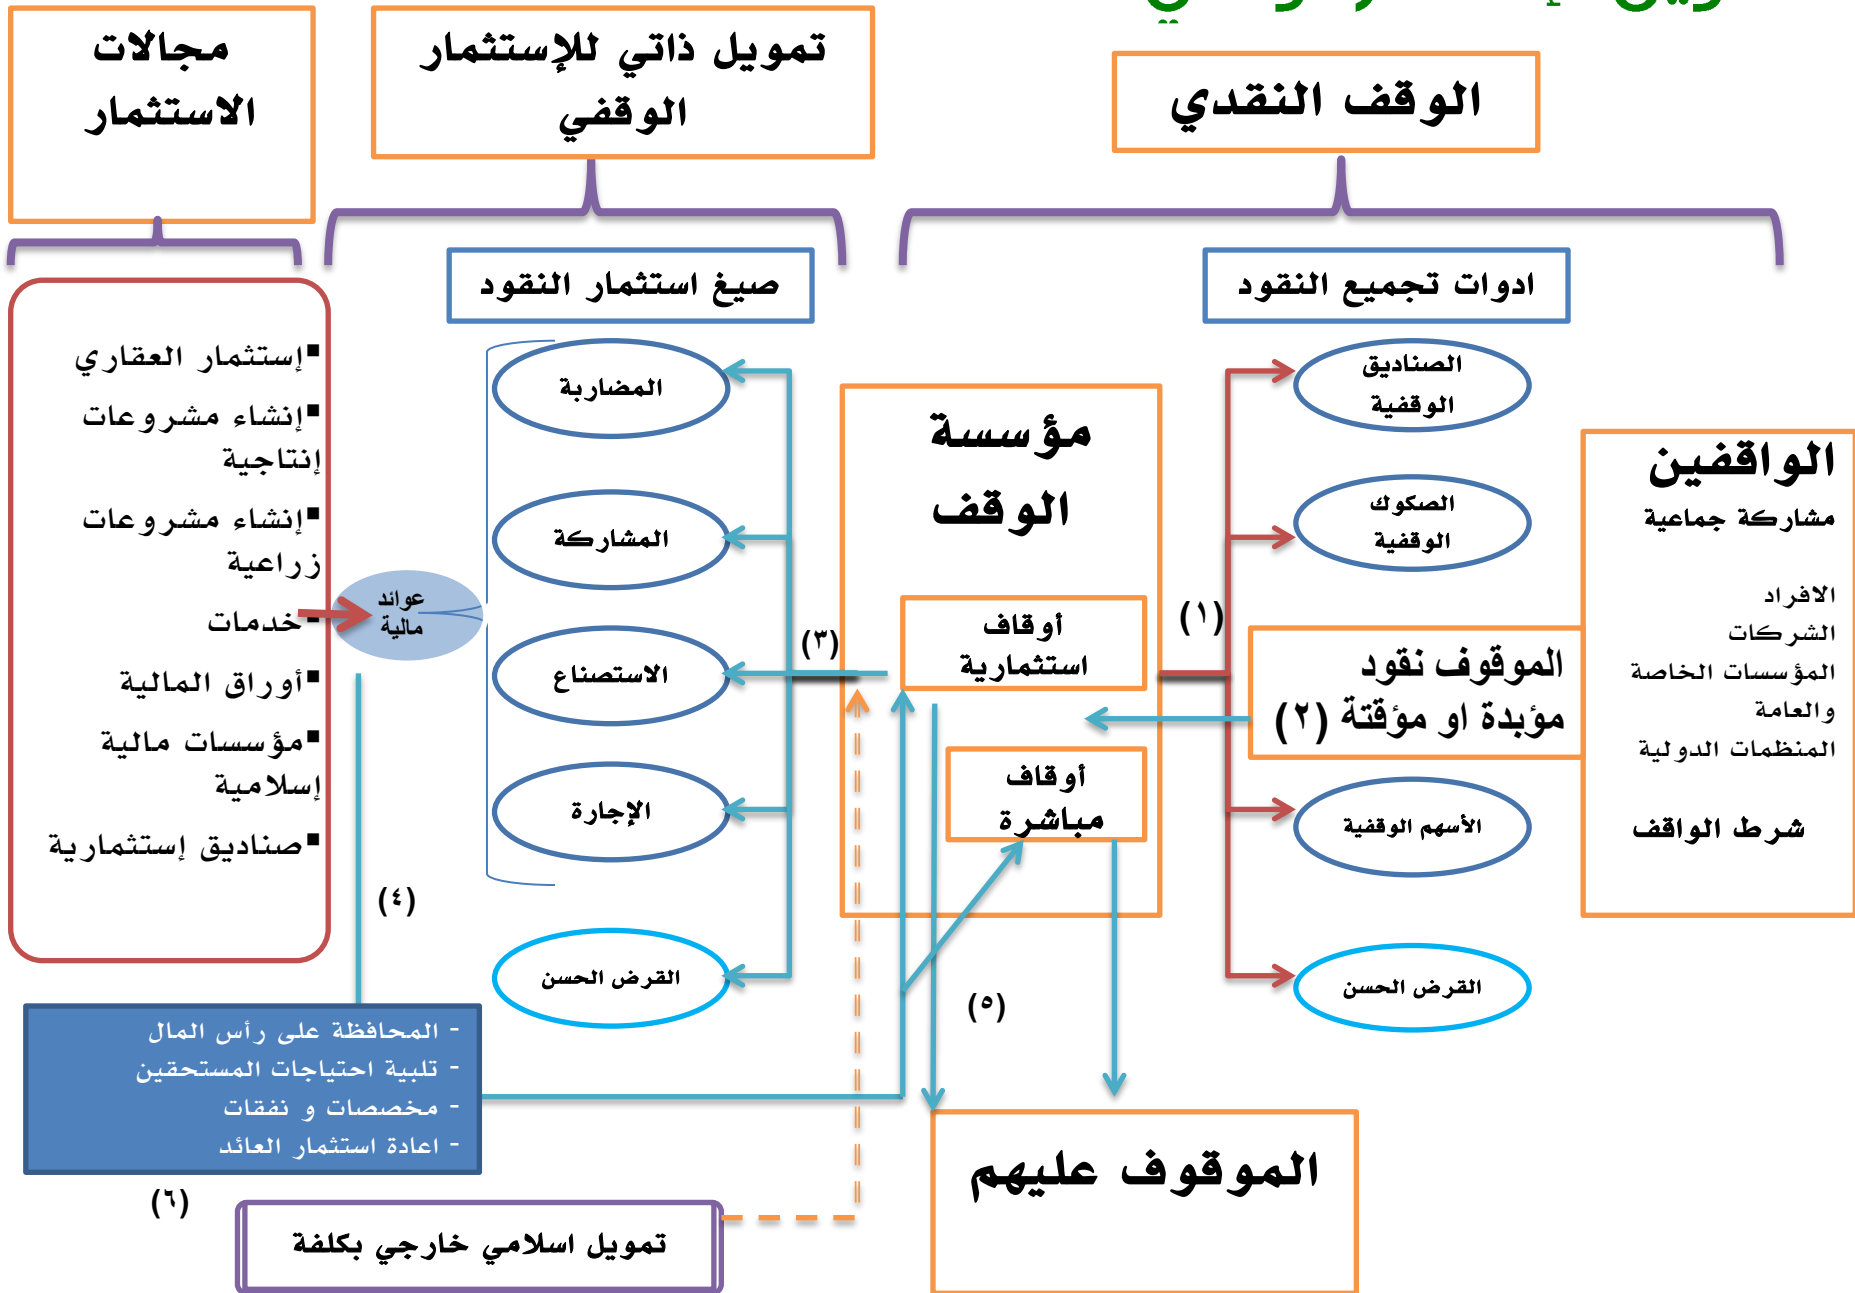 الوقف النقدي
تمويل ذاتي للإستثمار
الوقفي
مجالات
الاستثمار
ادوات تجميع النقود
صيغ استثمار النقود
الواقفين
مشاركة جماعية
الافراد
الشركات
المؤسسات الخاصة
والعامة
المنظمات الدولية
شرط الواقف
الصناديق
الوقفية
الصكوك
الوقفية
(١)
الموقوف نقود
مؤبدة او مؤقتة (٢)
الأسهم الوقفية
القرض الحسن
مؤسسة
الوقف
أوقاف
استثمارية
أوقاف
مباشرة
(٣)
المضاربة
المشاركة
الاستصناع
الإجارة
القرض الحسن
عوائد
مالية
▪إستثمار العقاري
▪إنشاء مشروعات
إنتاجية
▪إنشاء مشروعات
زراعية
▪خدمات
▪أوراق المالية
▪مؤسسات مالية
إسلامية
▪صناديق إستثمارية
(٤)
(٥)
- المحافظة على رأس المال
- تلبية احتياجات المستحقين
- مخصصات و نفقات
- اعادة استثمار العائد
(٦)
الموقوف عليهم
تمويل اسلامي خارجي بكلفة